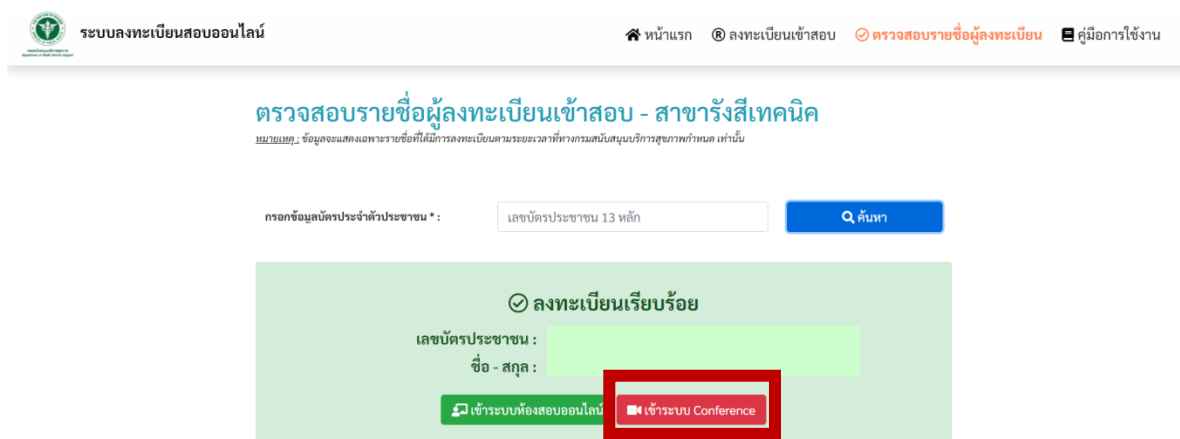 ระบบลงทะเบียนสอบออนไลน์
หน้าแรก ® ลงทะเบียนเข้าสอบ ตรวจสอบรายชื่อผู้ลงทะเบียน คู่มือการใช้งาน
ตรวจสอบรายชื่อผู้ลงทะเบียนเข้าสอบ - สาขารังสีเทคนิค
หมายเหตุ : ข้อมูลจะแสดงเฉพาะรายชื่อที่ได้มีการลงทะเบียนตามระยะเวลาที่ทางกรมสนับสนุนบริการสุขภาพกำหนด เท่านั้น
กรอกข้อมูลบัตรประจำตัวประชาชน * : เลขบัตรประชาชน 13 หลัก ค้นหา
ลงทะเบียนเรียบร้อย
เลขบัตรประชาชน :
ชื่อ - สกุล :
เข้าระบบห้องสอบออนไลน์ เข้าระบบ Conference